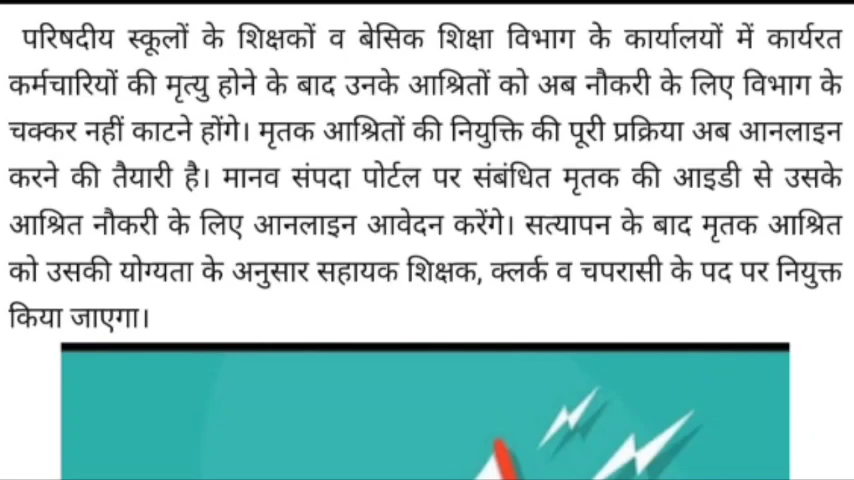 परिषदीय स्कूलों के शिक्षकों व बेसिक शिक्षा विभाग के कार्यालयों में कार्यरत
कर्मचारियों की मृत्यु होने के बाद उनके आश्रितों को अब नौकरी के लिए विभाग के
चक्कर नहीं काटने होंगे। मृतक आश्रितों की नियुक्ति की पूरी प्रक्रिया अब आनलाइन
करने की तैयारी है। मानव संपदा पोर्टल पर संबंधित मृतक की आइडी से उसके
आश्रित नौकरी के लिए आनलाइन आवेदन करेंगे। सत्यापन के बाद मृतक आश्रित
को उसकी योग्यता के अनुसार सहायक शिक्षक, क्लर्क व चपरासी के पद पर नियुक्त
किया जाएगा।